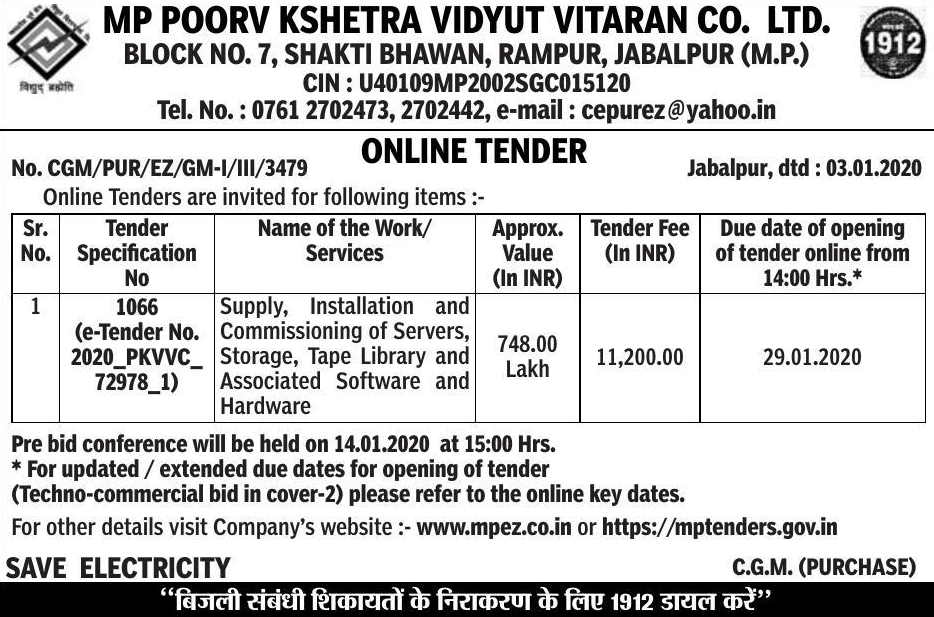 MP POORV KSHETRA VIDYUT VITARAN CO. LTD.
BLOCK NO. 7, SHAKTI BHAWAN, RAMPUR, JABALPUR (M.P.)
CIN : U40109MP2002SGC015120
Tel. No. : 0761 2702473, 2702442, e-mail : cepurez@yahoo.in
विद्युद् ब्रह्मेति
1912
ONLINE TENDER
No. CGM/PUR/EZ/GM-I/III/3479
Jabalpur, dtd : 03.01.2020
Online Tenders are invited for following items :-
Sr. No.
Tender Specification No
Name of the Work/ Services
Approx. Value (In INR)
Tender Fee (In INR)
Due date of opening of tender online from 14:00 Hrs.*
1
1066
(e-Tender No.
2020_PKVVC_
72978_1)
Supply, Installation and
Commissioning of Servers,
Storage, Tape Library and
Associated Software and
Hardware
748.00
Lakh
11,200.00
29.01.2020
Pre bid conference will be held on 14.01.2020 at 15:00 Hrs.
* For updated / extended due dates for opening of tender
(Techno-commercial bid in cover-2) please refer to the online key dates.
For other details visit Company's website :- www.mpez.co.in or https://mptenders.gov.in
SAVE ELECTRICITY
C.G.M. (PURCHASE)
“बिजली संबंधी शिकायतों के निराकरण के लिए 1912 डायल करें”